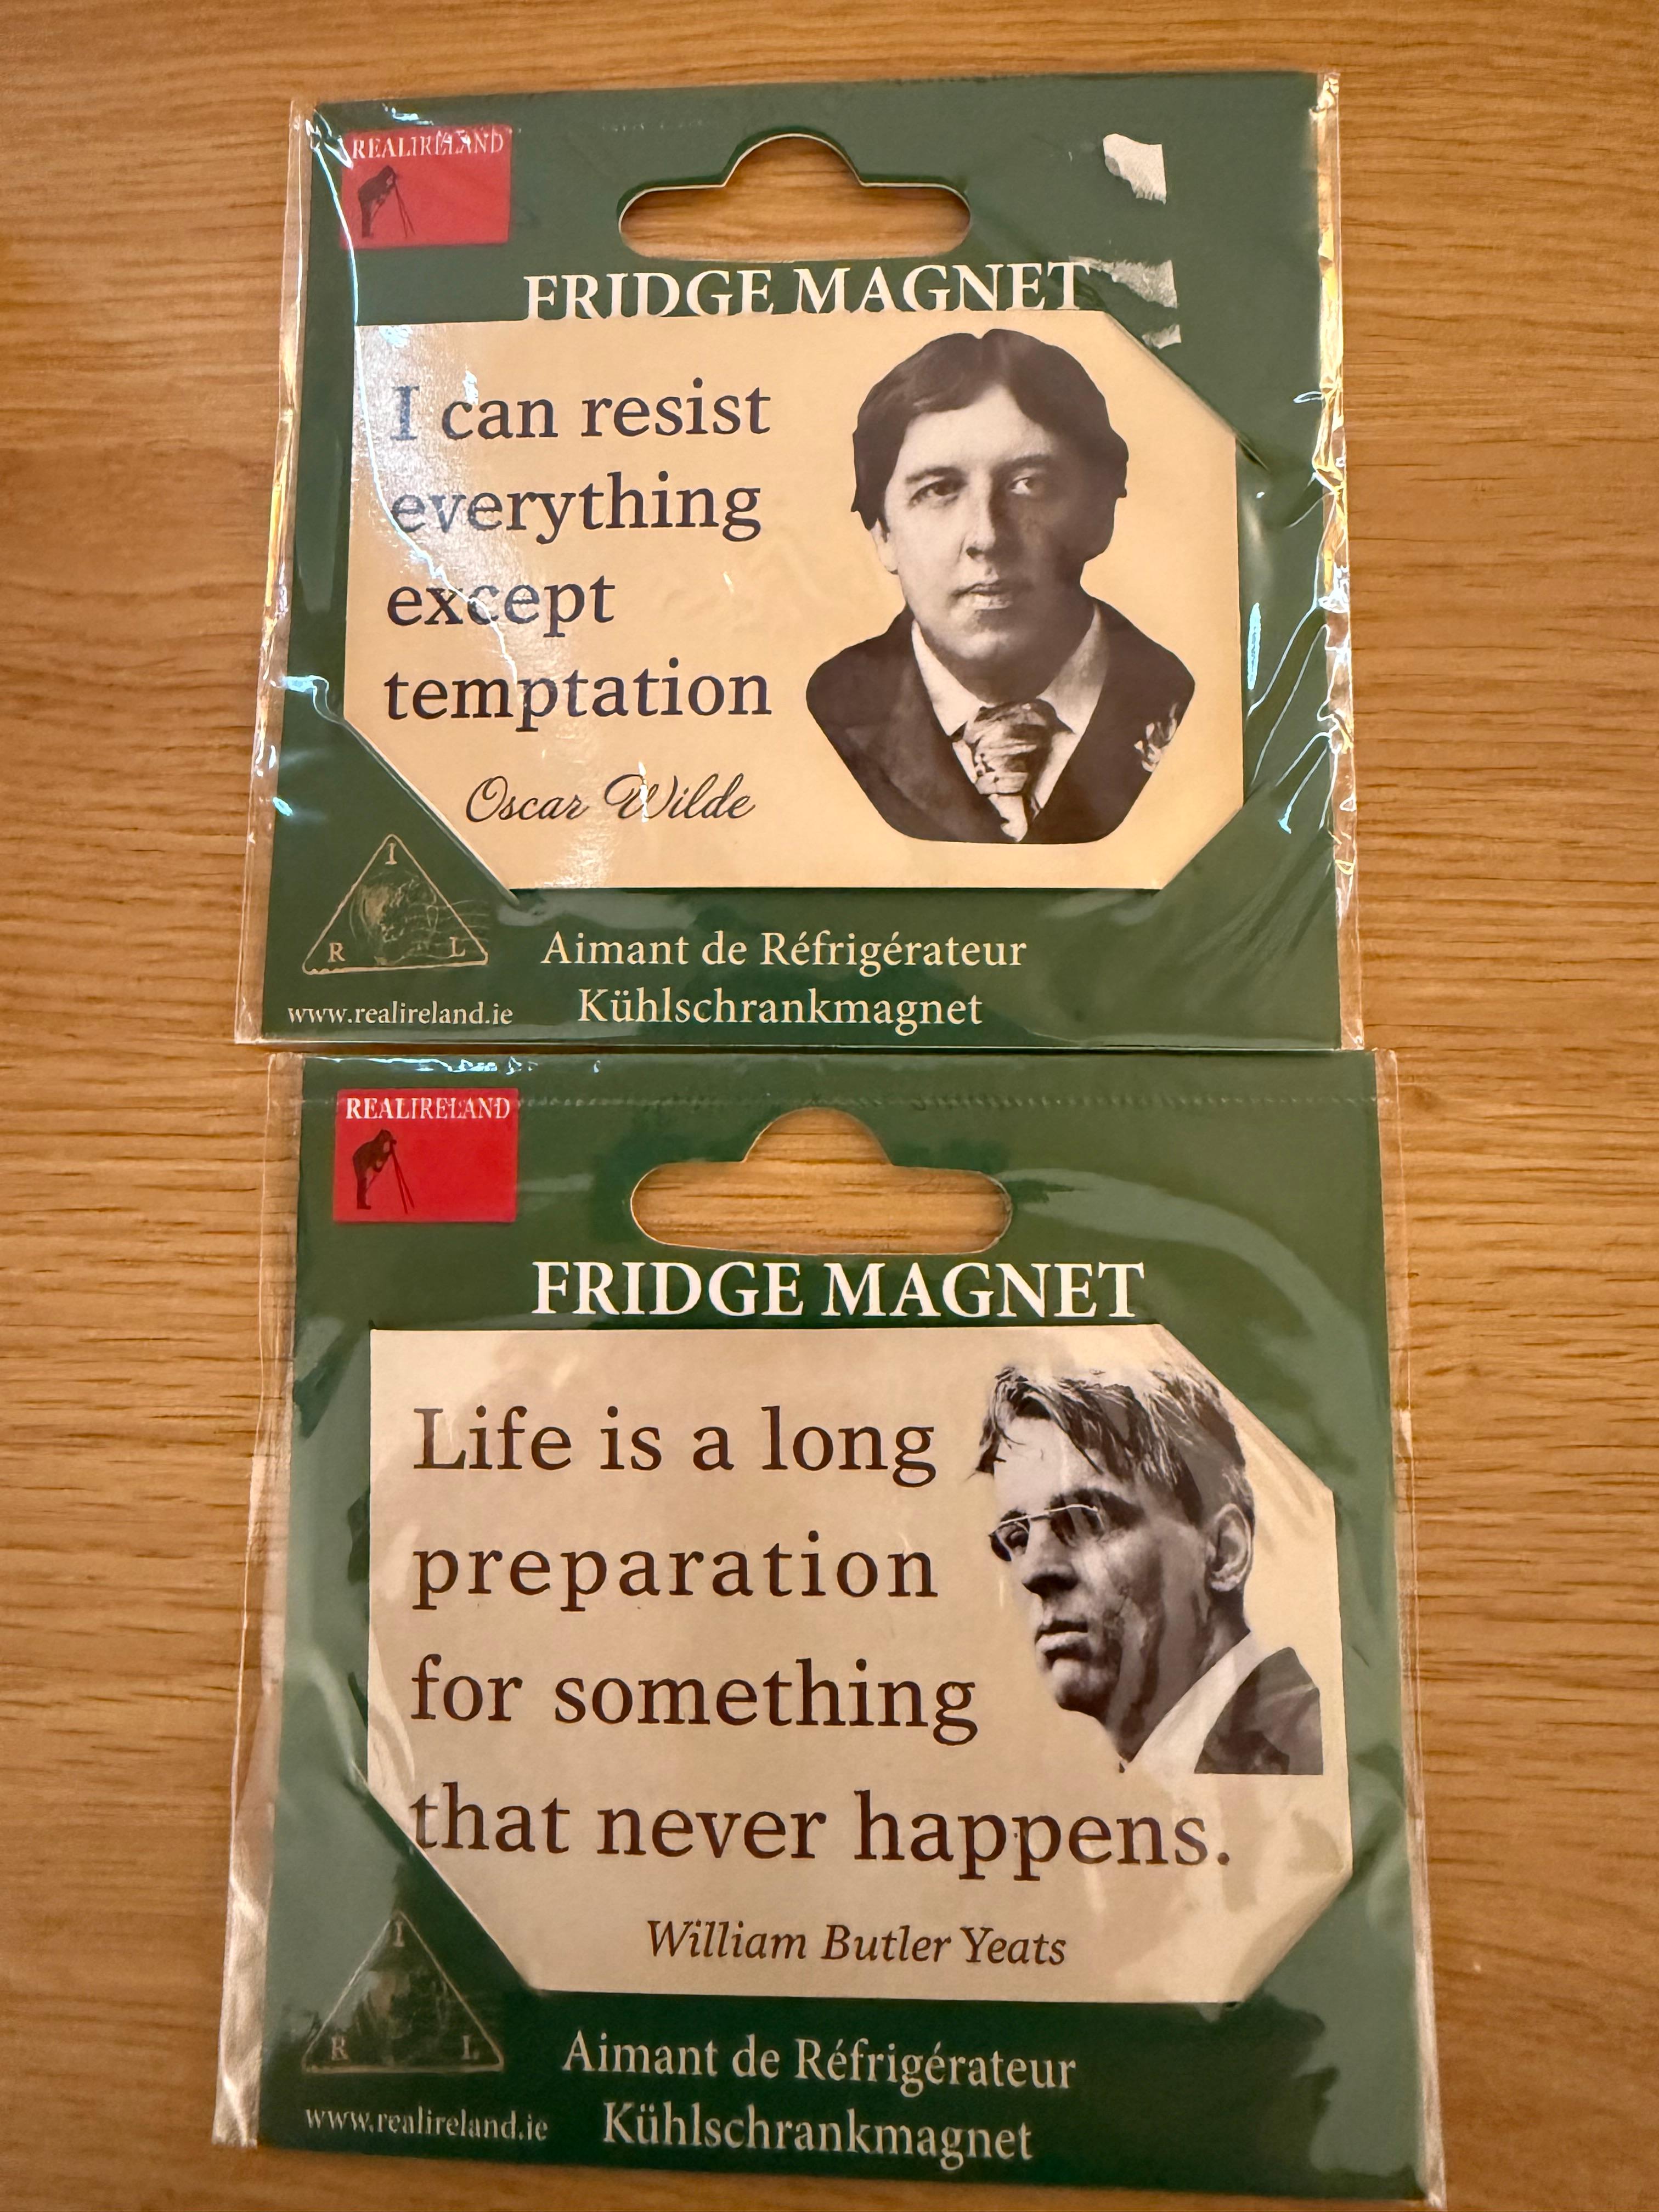 REALIRELAND
FRIDGE MAGNET
I can resist
everything
except
temptation
Oscar Wilde
I
R L
www.realireland.ie
Aimant de Réfrigérateur
Kühlschrankmagnet
REALIRELAND
FRIDGE MAGNET
Life is a long
preparation
for something
that never happens.
William Butler Yeats
I
R L
www.realireland.ie
Aimant de Réfrigérateur
Kühlschrankmagnet